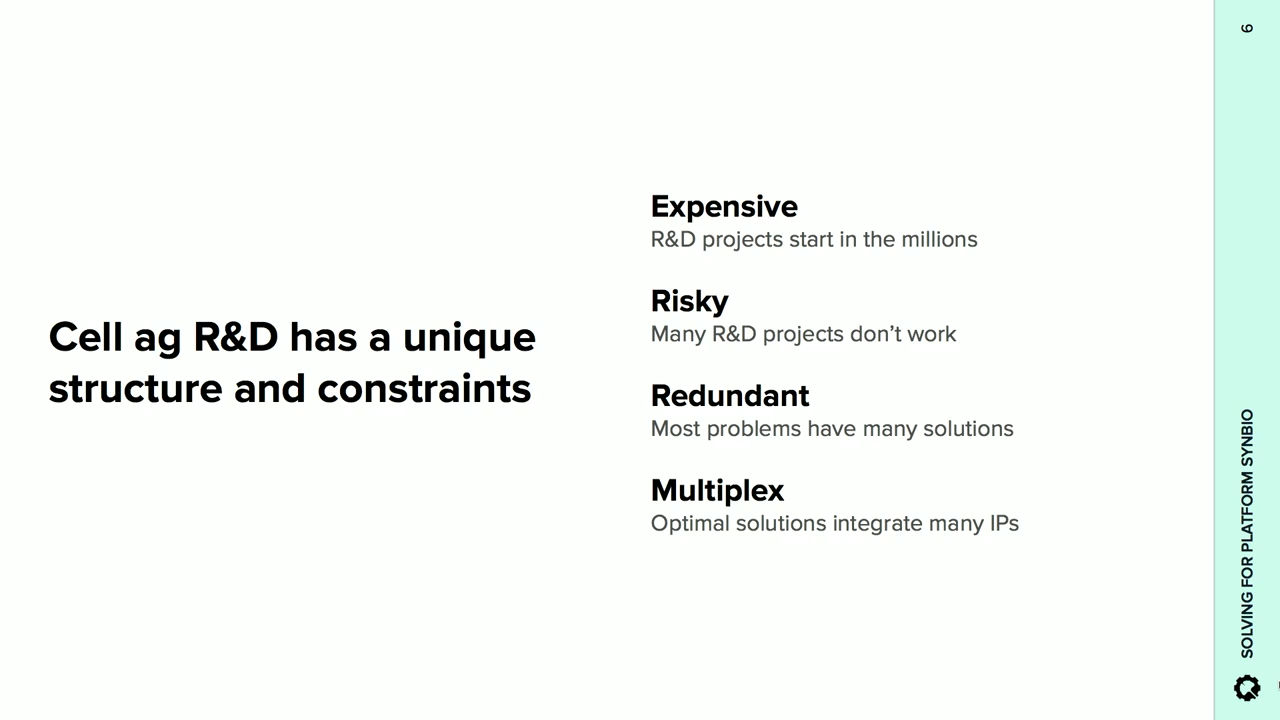 Cell ag R&D has a unique
structure and constraints
Expensive
R&D projects start in the millions
Risky
Many R&D projects don’t work
Redundant
Most problems have many solutions
Multiplex
Optimal solutions integrate many IPs
6
SOLVING FOR PLATFORM SYNBIO